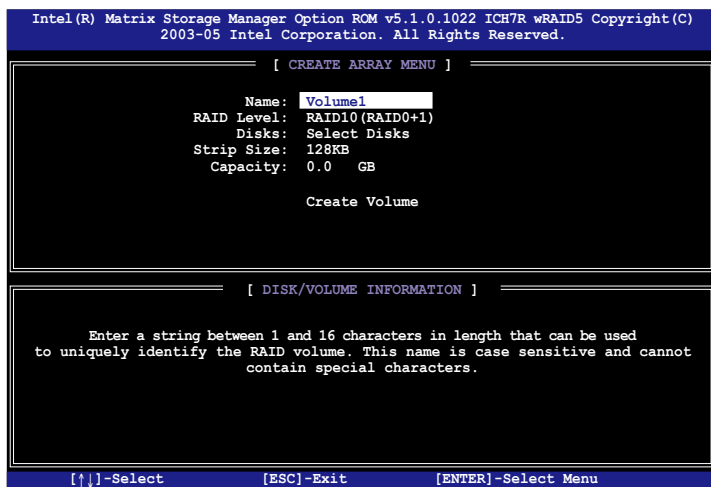 Intel(R) Matrix Storage Manager Option ROM v5.1.0.1022 ICH7R wRAID5 Copyright(C)
2003-05 Intel Corporation. All Rights Reserved.
[ CREATE ARRAY MENU ]
Name: Volume1
RAID Level: RAID10(RAID0+1)
Disks: Select Disks
Strip Size: 128KB
Capacity: 0.0 GB
Create Volume
[ DISK/VOLUME INFORMATION ]
Enter a string between 1 and 16 characters in length that can be used
to uniquely identify the RAID volume. This name is case sensitive and cannot
contain special characters.
[↑↓]-Select [ESC]-Exit [ENTER]-Select Menu